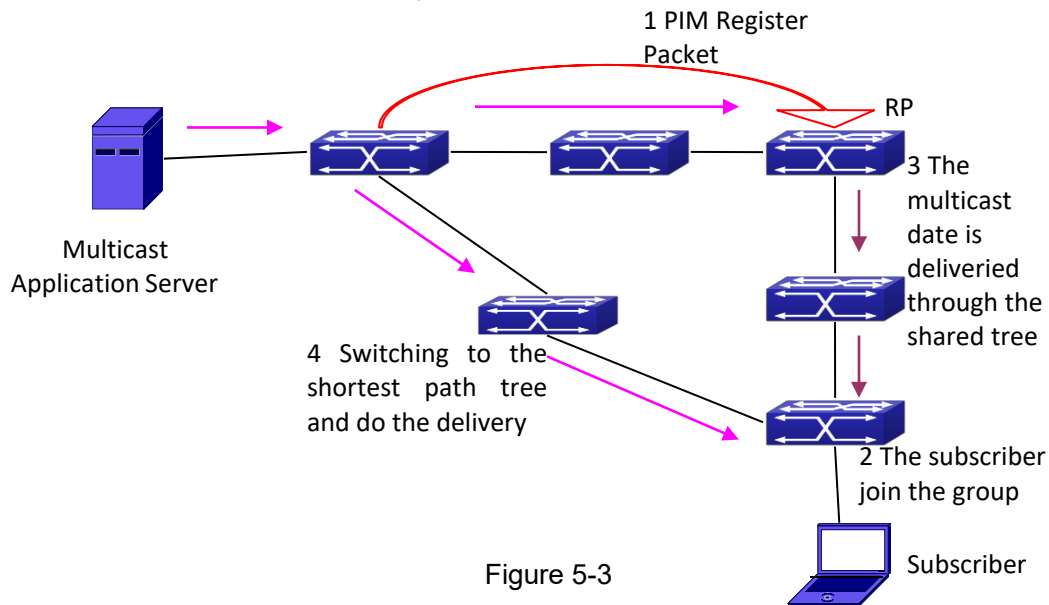 1 PIM Register
Packet
RP
3 The
multicast
date is
deliveried
through the
shared tree
Multicast
Application Server
4 Switching to the
shortest path tree
and do the delivery
2 The subscriber
join the group
Subscriber
Figure 5-3